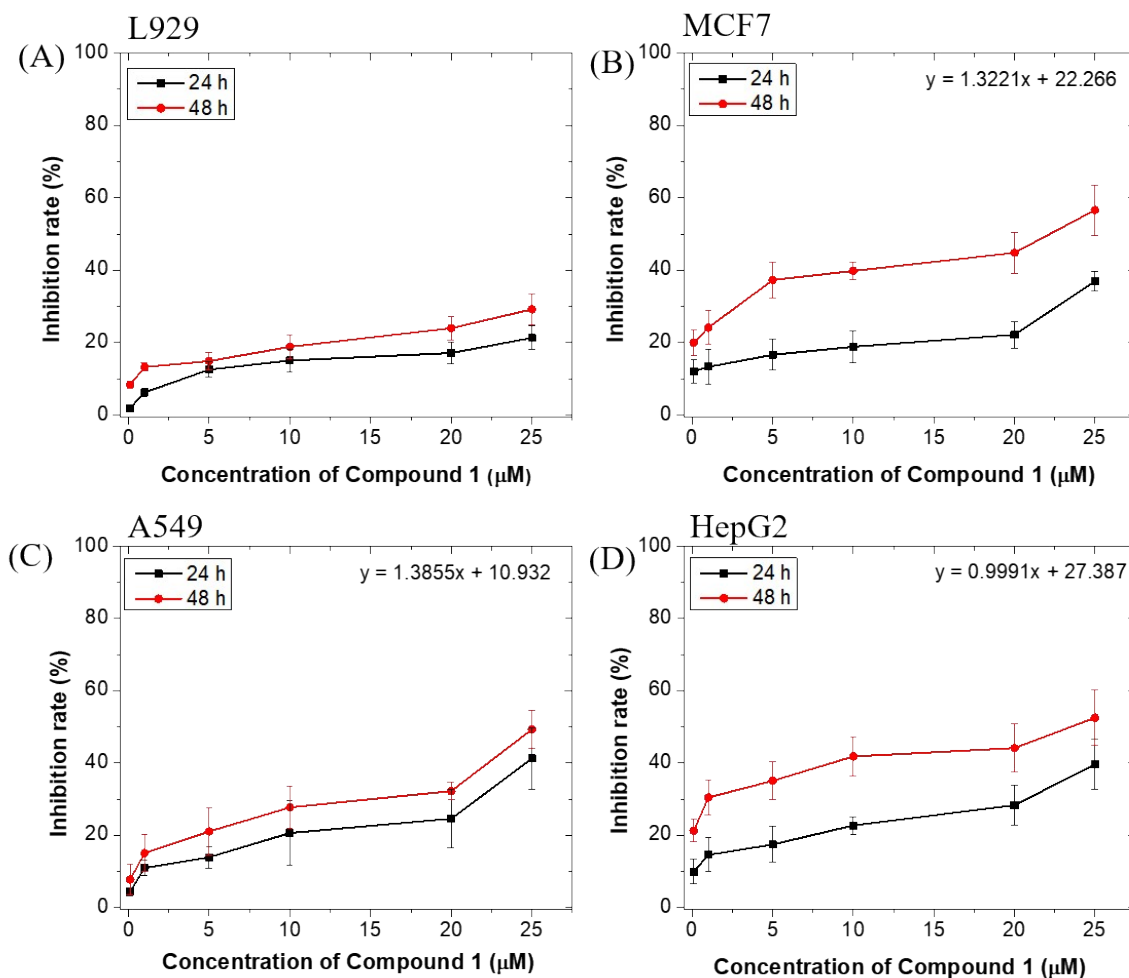 L929
(A)
24 h
48 h
100
80
60
40
20
0
Inhibition rate (%)
0 5 10 15 20 25
Concentration of Compound 1 (μM)
MCF7
(B)
24 h
48 h
y = 1.3221x + 22.266
100
80
60
40
20
0
Inhibition rate (%)
0 5 10 15 20 25
Concentration of Compound 1 (μM)
A549
(C)
24 h
48 h
y = 1.3855x + 10.932
100
80
60
40
20
0
Inhibition rate (%)
0 5 10 15 20 25
Concentration of Compound 1 (μM)
HepG2
(D)
24 h
48 h
y = 0.9991x + 27.387
100
80
60
40
20
0
Inhibition rate (%)
0 5 10 15 20 25
Concentration of Compound 1 (μM)